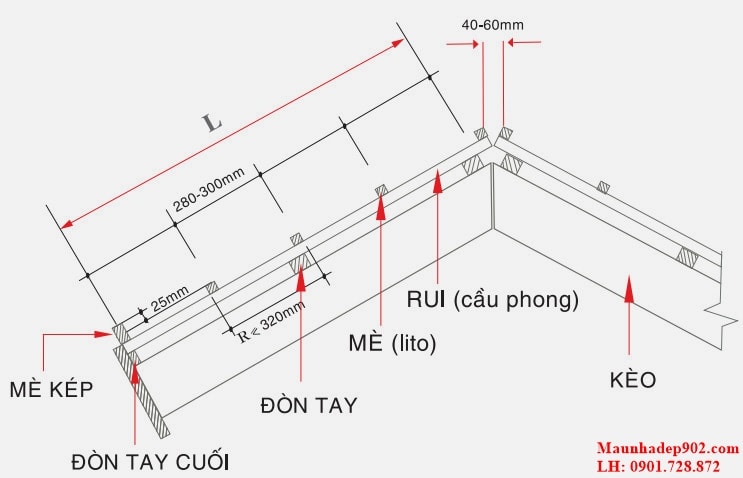 40-60mm
L
280-300mm
25mm
R ⩽ 320mm
RUI (cầu phong)
MÈ (lito)
MÈ KÉP
KÈO
ĐÒN TAY
ĐÒN TAY CUỐI
Maunhadep902.com
LH: 0901.728.872